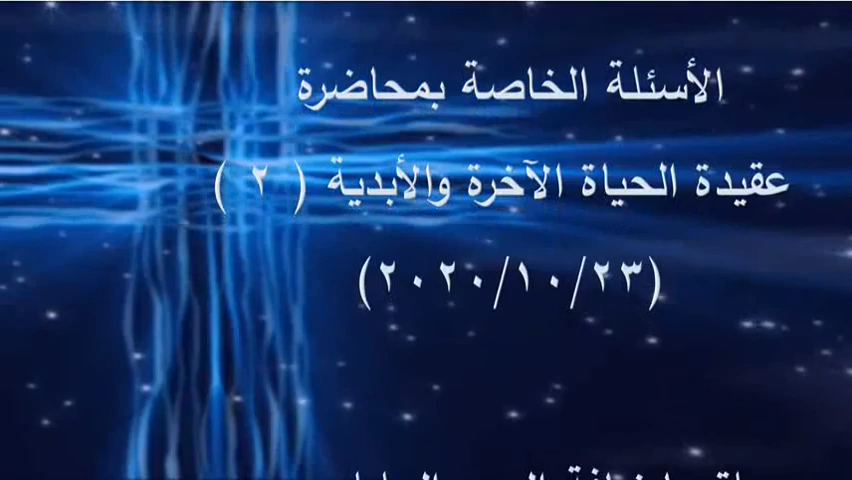 الأسئلة الخاصة بمحاضرة
عقيدة الحياة الآخرة والأبدية ( ٢ )
(٢٠٢٠/١٠/٢٣)